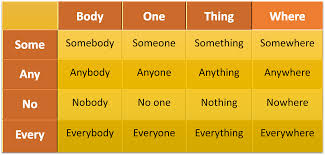 Body One Thing Where
Some Somebody Someone Something Somewhere
Any Anybody Anyone Anything Anywhere
No Nobody No one Nothing Nowhere
Every Everybody Everyone Everything Everywhere